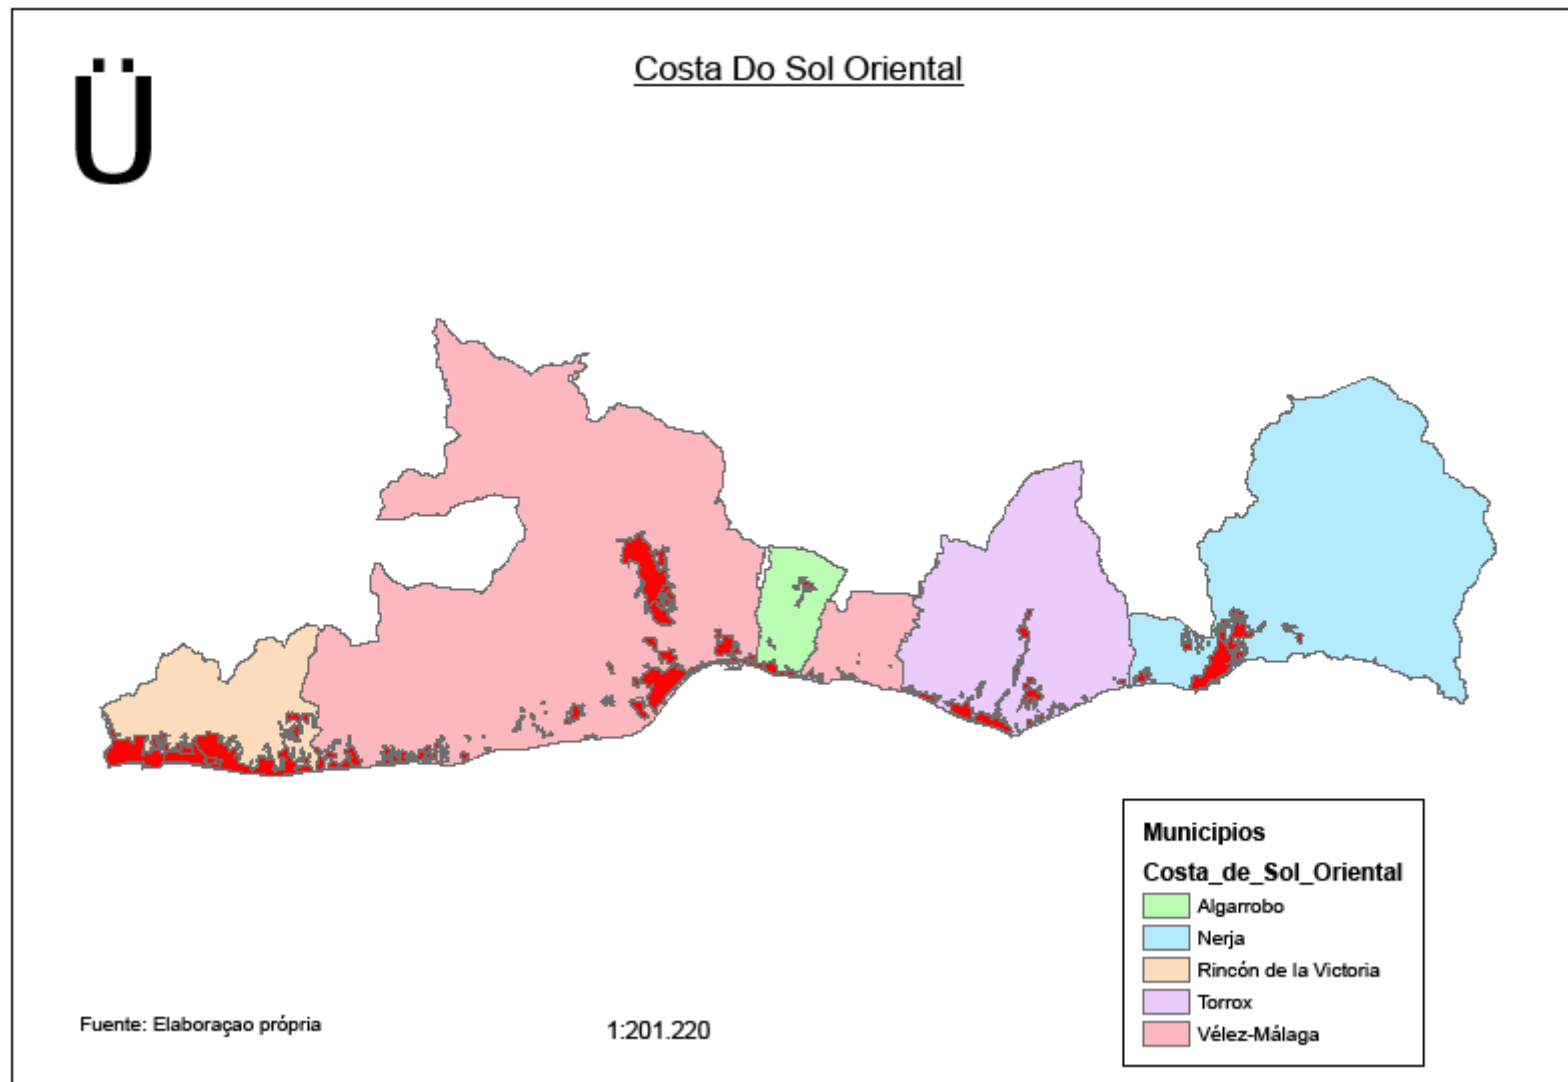 Ü
Costa Do Sol Oriental
Municipios
Costa_de_Sol_Oriental
Algarrobo
Nerja
Rincón de la Victoria
Torrox
Vélez-Málaga
Fuente: Elaboraçao própria
1:201.220